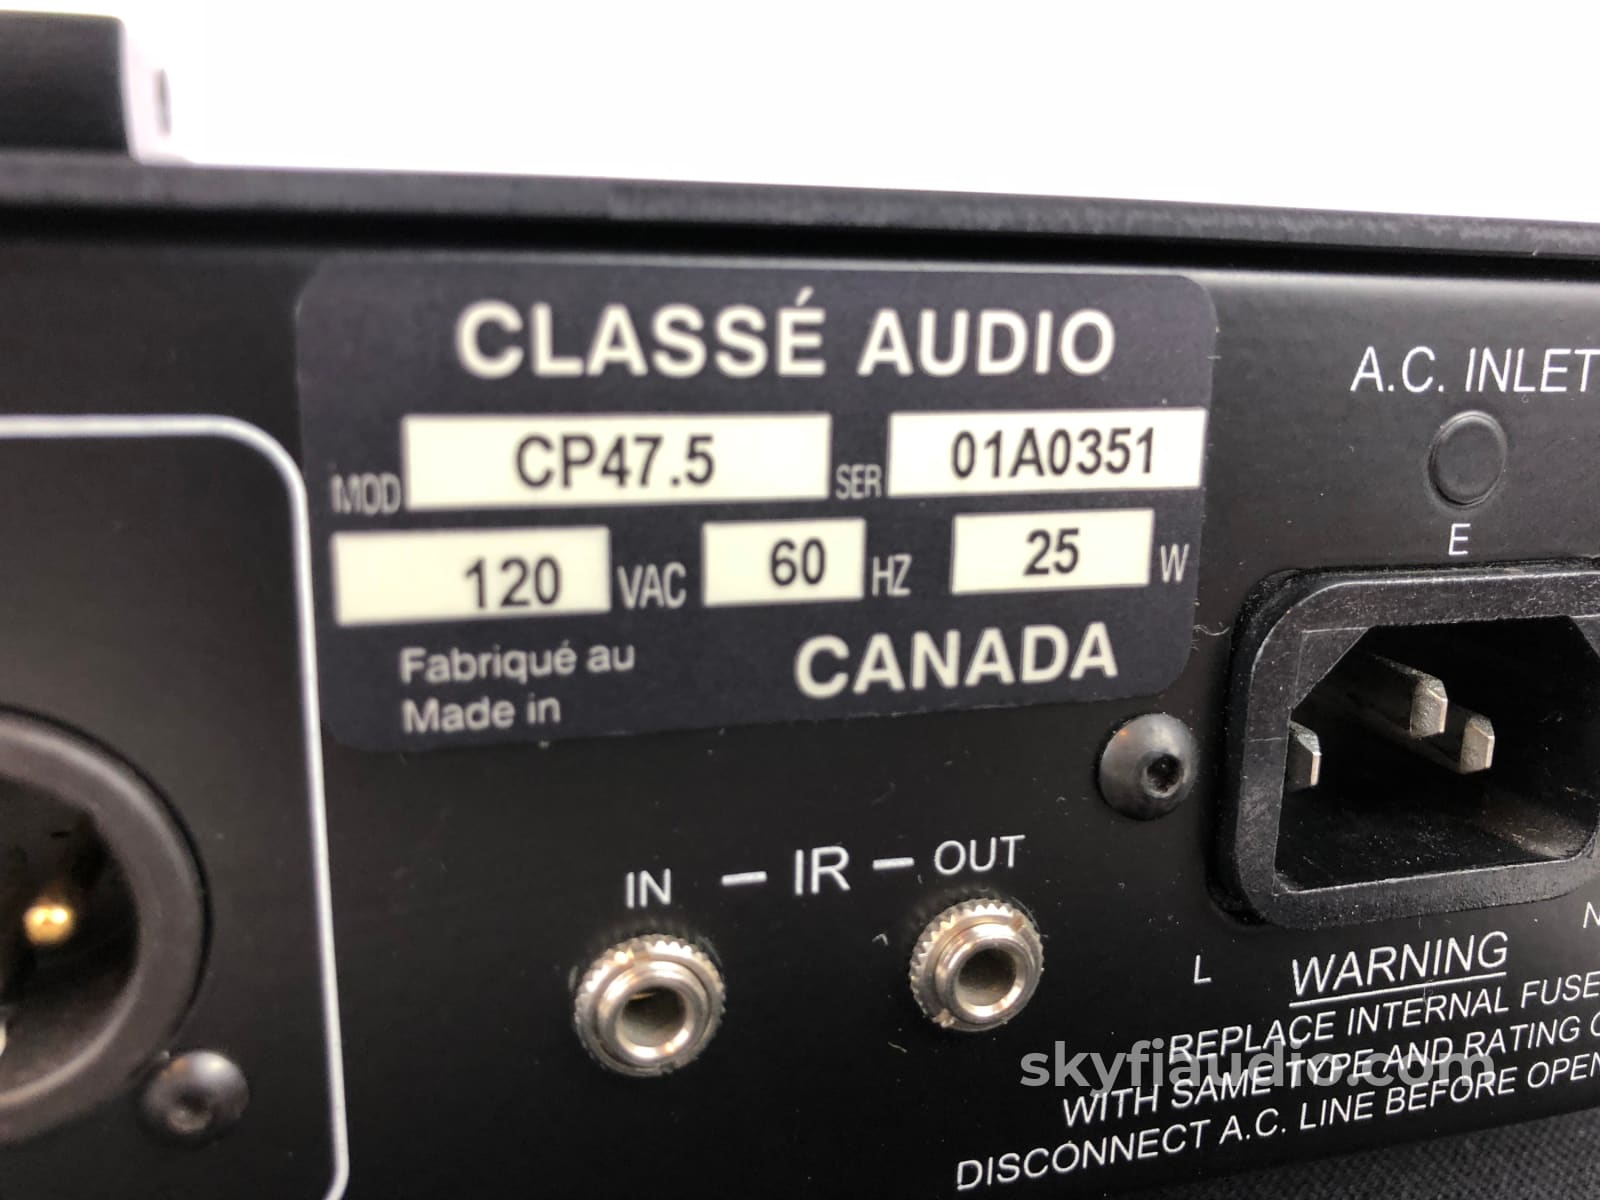 CLASSÉ AUDIO
MOD CP47.5 SER 01A0351
120 VAC 60 HZ 25 W
Fabriqué au
Made in CANADA
A.C. INLET
E
IN – IR – OUT
L N
WARNING
REPLACE INTERNAL FUSE
WITH SAME TYPE AND RATING
DISCONNECT A.C. LINE BEFORE OPEN
skyfiaudio.com